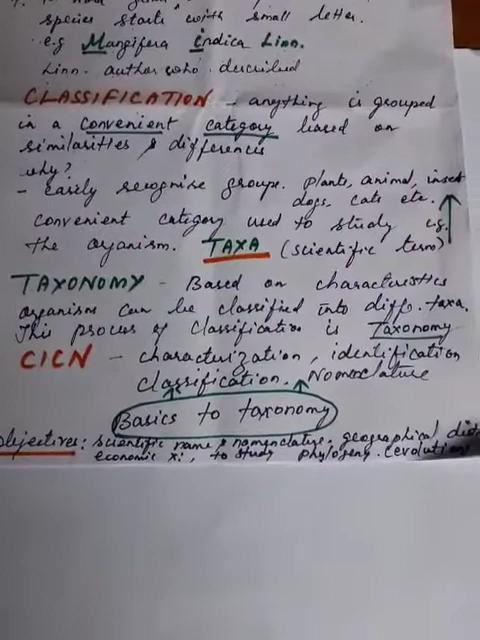 species starts with small letter.
e.g Mangifera indica Linn.
Linn. author who described
CLASSIFICATION - anything is grouped
in a convenient category based on
similarities & differences
why?
- easily recognise groups. plants, animal, insect
dogs, cats etc.
convenient category used to study e.g.
the organism. TAXA (scientific term)
TAXONOMY - Based on characteristics
organism can be classified into diff. taxa.
This process of classification is Taxonomy
CICN - characterization, identification
classification. Nomenclature
Basics to taxonomy
Objectives: scientific name & nomenclature, geographical
economic to study phylogeny. (evolution